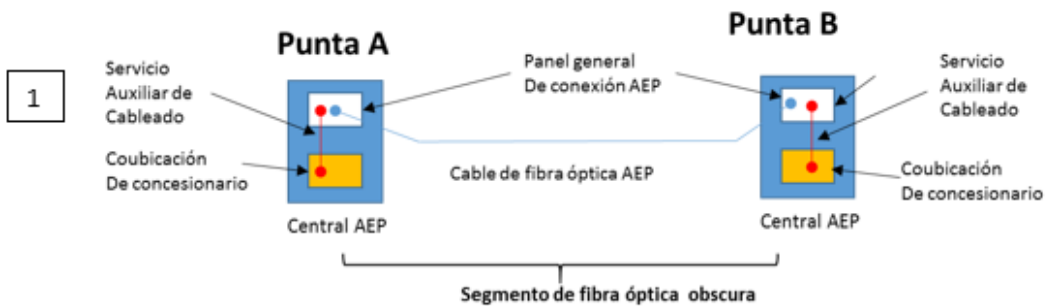 Punta A
Punta B
1
Servicio
Auxiliar de
Cableado
Panel general
De conexión AEP
Servicio
Auxiliar de
Cableado
Coubicación
De concesionario
Cable de fibra óptica AEP
Coubicación
De concesionario
Central AEP
Central AEP
Segmento de fibra óptica obscura